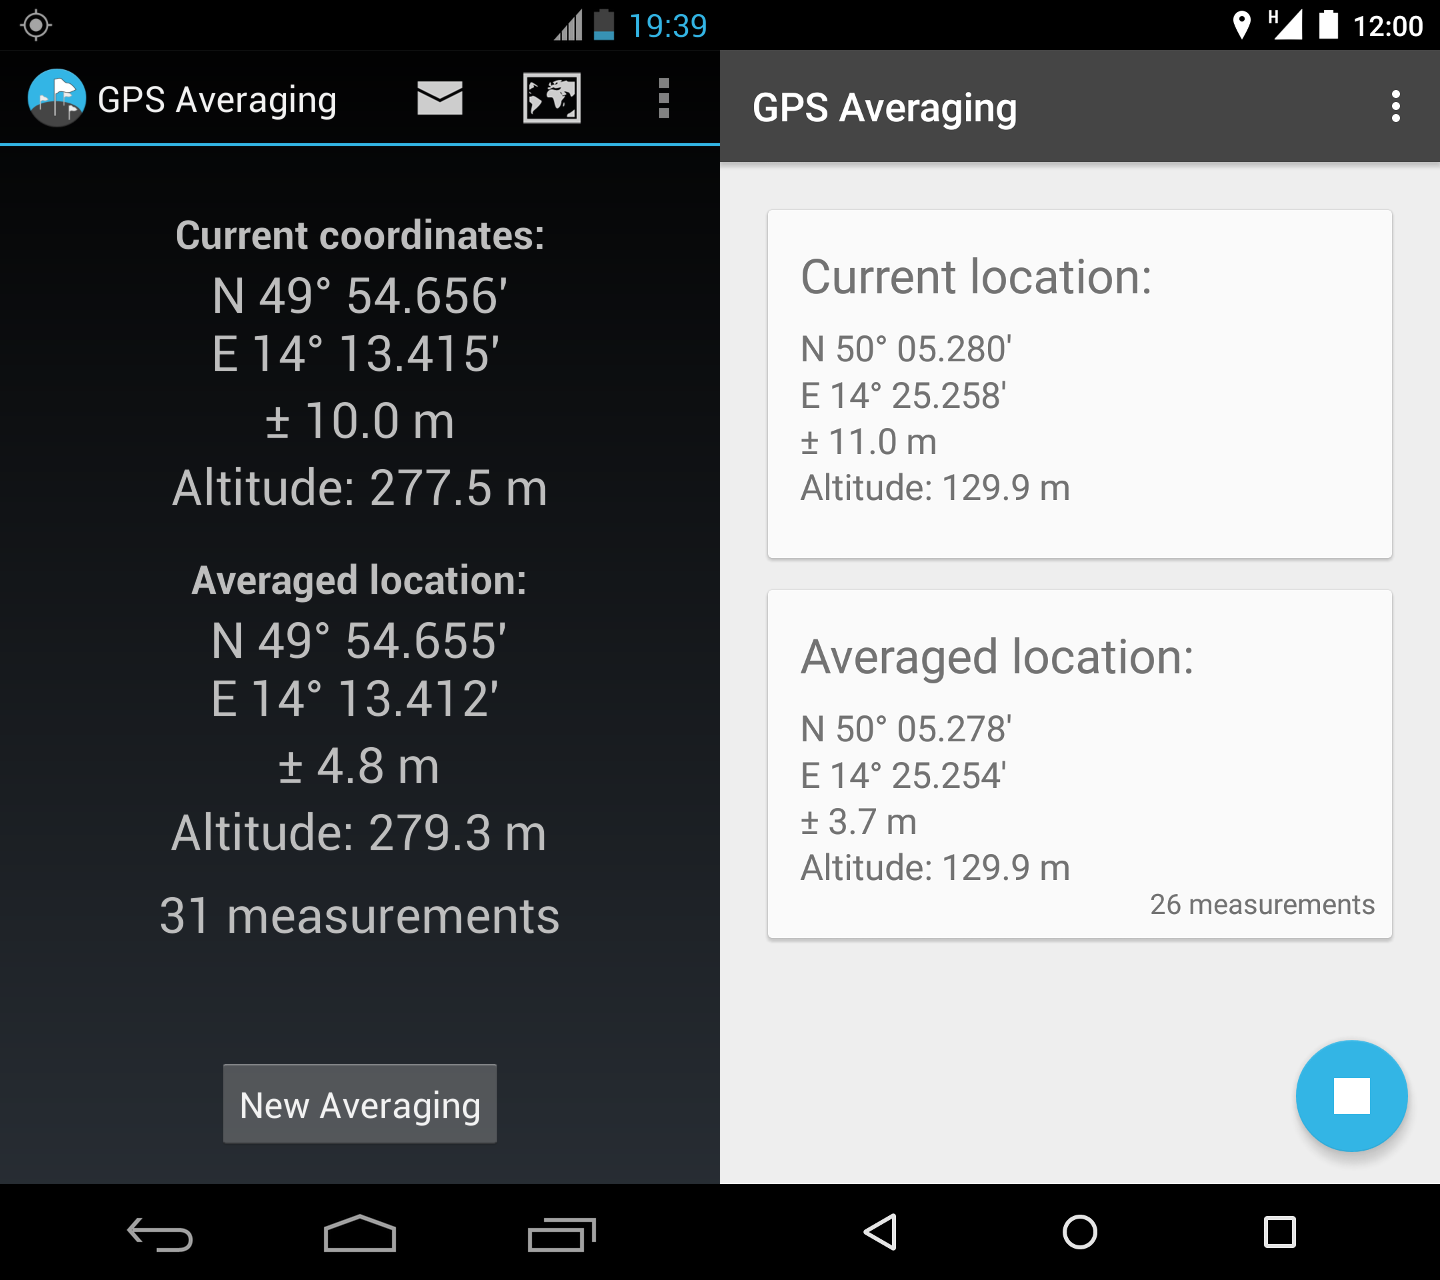 19:39
GPS Averaging
Current coordinates:
N 49° 54.656'
E 14° 13.415'
± 10.0 m
Altitude: 277.5 m
Averaged location:
N 49° 54.655'
E 14° 13.412'
± 4.8 m
Altitude: 279.3 m
31 measurements
New Averaging
H 12:00
GPS Averaging
Current location:
N 50° 05.280'
E 14° 25.258'
± 11.0 m
Altitude: 129.9 m
Averaged location:
N 50° 05.278'
E 14° 25.254'
± 3.7 m
Altitude: 129.9 m
26 measurements